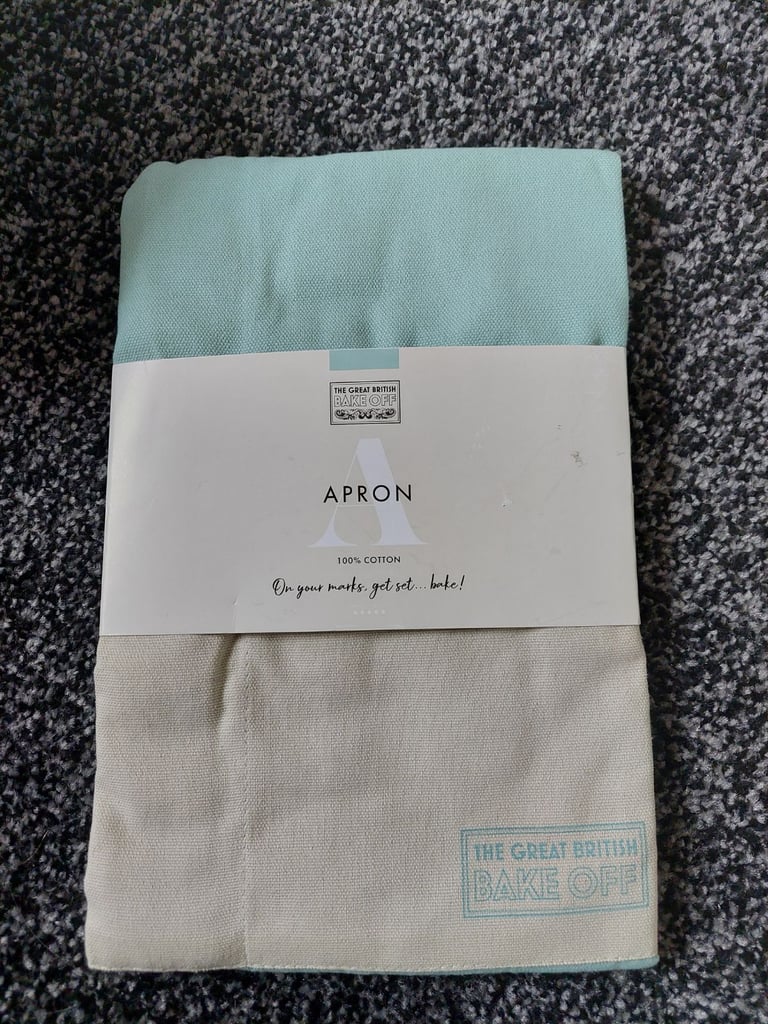 THE GREAT BRITISH
BAKE OFF
A
APRON
100% COTTON
On your marks, get set... bake!
THE GREAT BRITISH
BAKE OFF